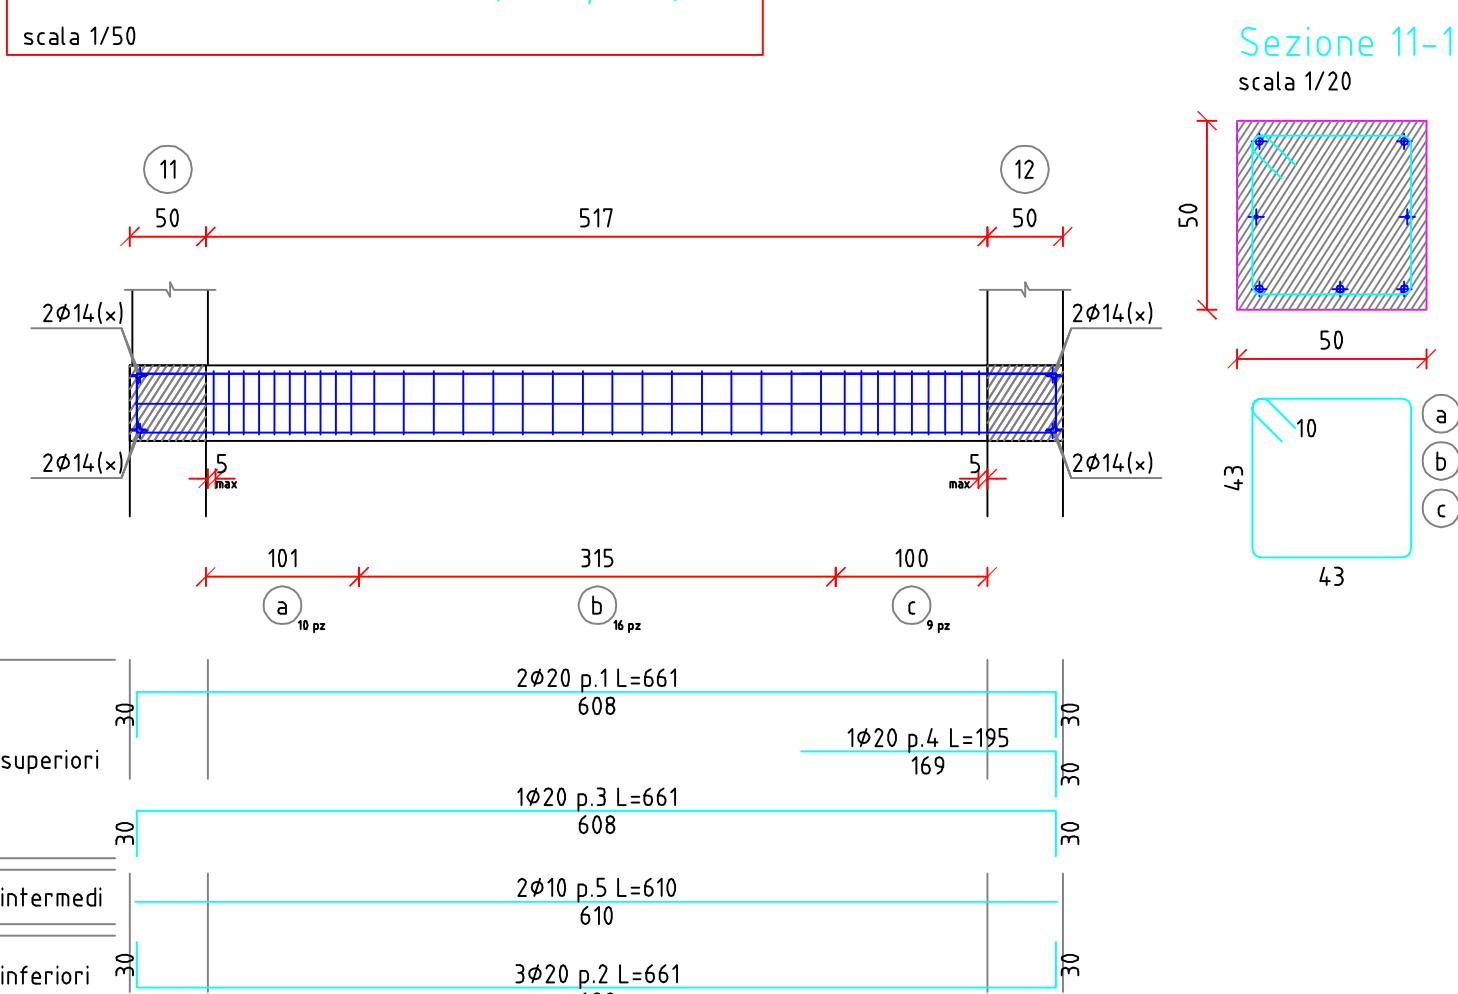 scala 1/50
Sezione 11-1
scala 1/20
11
12
50
517
50
2Ø14(x)
2Ø14(x)
2Ø14(x)
2Ø14(x)
5
max
5
max
101
315
100
a
10 pz
b
16 pz
c
9 pz
50
50
10
43
43
a
b
c
2Ø20 p.1 L=661
608
30
30
1Ø20 p.4 L=195
169
30
superiori
1Ø20 p.3 L=661
608
30
30
intermedi
2Ø10 p.5 L=610
610
inferiori
30
3Ø20 p.2 L=661
30